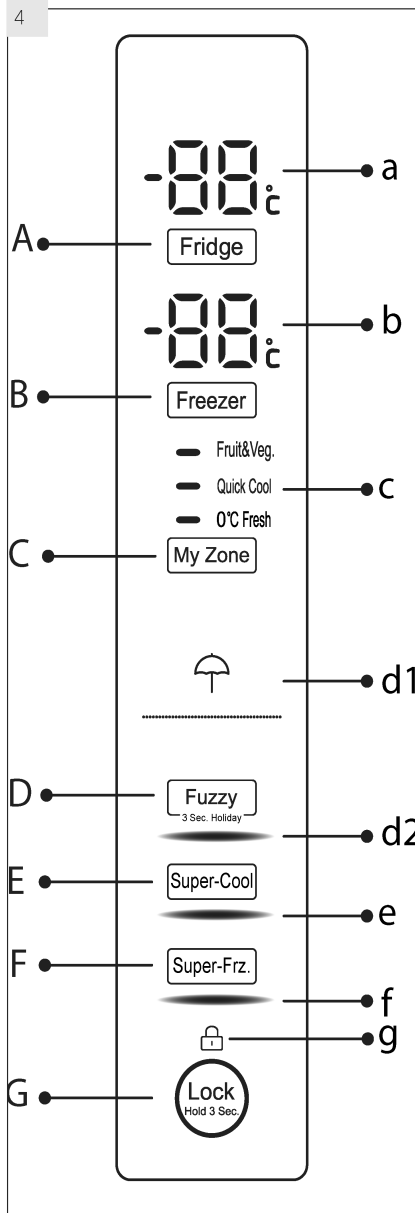 4
-88°c
a
A
Fridge
-88°c
b
B
Freezer
Fruit&Veg.
Quick Cool
c
0°C Fresh
C
My Zone
d1
D
Fuzzy
3 Sec. Holiday
d2
E
Super-Cool
e
F
Super-Frz.
f
g
G
Lock
Hold 3 Sec.